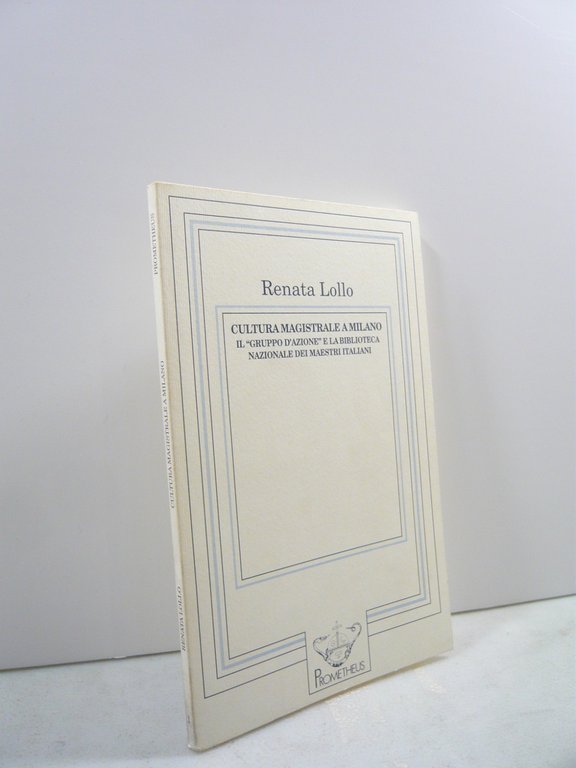 Renata Lollo
CULTURA MAGISTRALE A MILANO
IL “GRUPPO D’AZIONE” E LA BIBLIOTECA
NAZIONALE DEI MAESTRI ITALIANI
PROMETHEUS
PROMETHEUS
CULTURA MAGISTRALE A MILANO
RENATA LOLLO